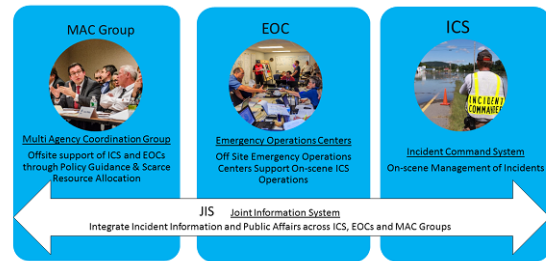 MAC Group
Multi Agency Coordination Group
Offsite support of ICS and EOCs
through Policy Guidance & Scarce
Resource Allocation
EOC
Emergency Operations Centers
Off Site Emergency Operations
Centers Support On-scene ICS
Operations
ICS
INCIDENT
COMMANDER
Incident Command System
On-scene Management of Incidents
JIS Joint Information System
Integrate Incident Information and Public Affairs across ICS, EOCs and MAC Groups